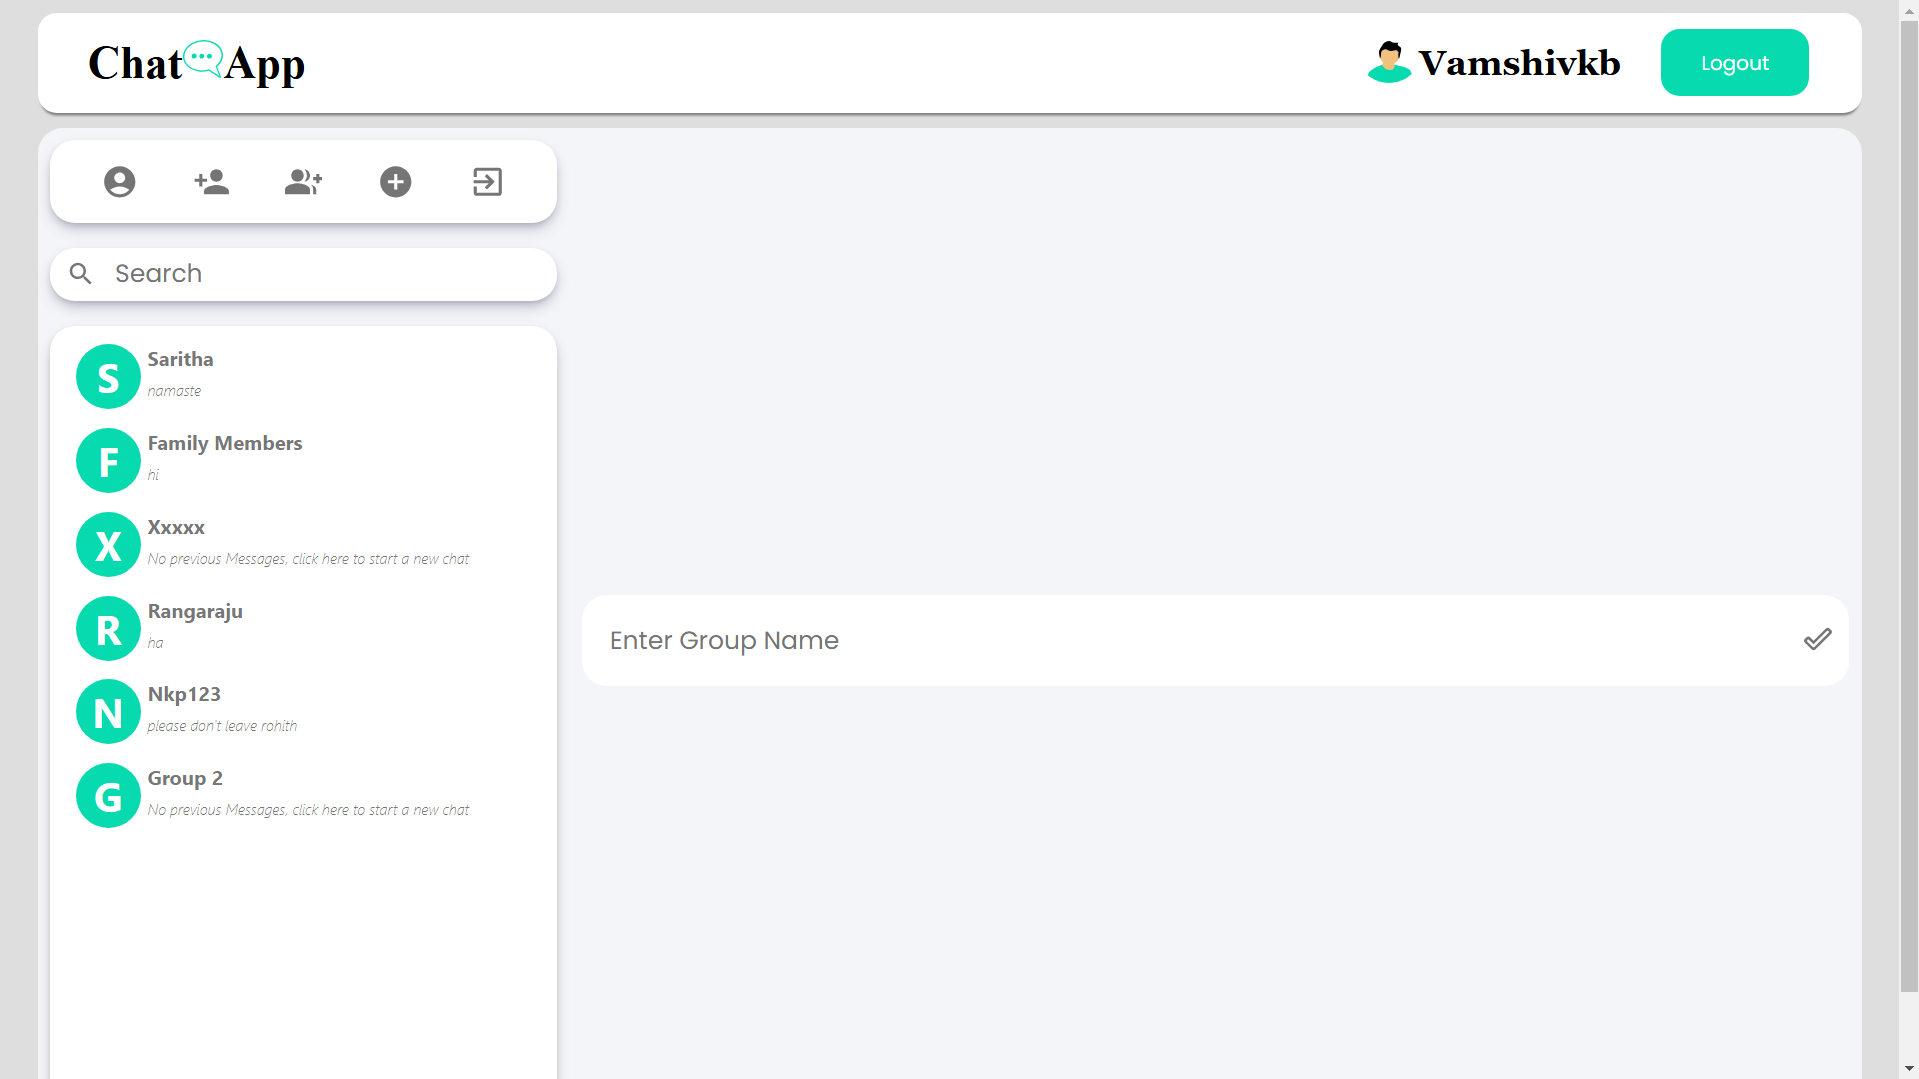 Chat App
Vamshivkb
Logout
Search
S
Saritha
namaste
F
Family Members
hi
X
Xxxxx
No previous Messages, click here to start a new chat
R
Rangaraju
ha
N
Nkp123
please don't leave rohith
G
Group 2
No previous Messages, click here to start a new chat
Enter Group Name